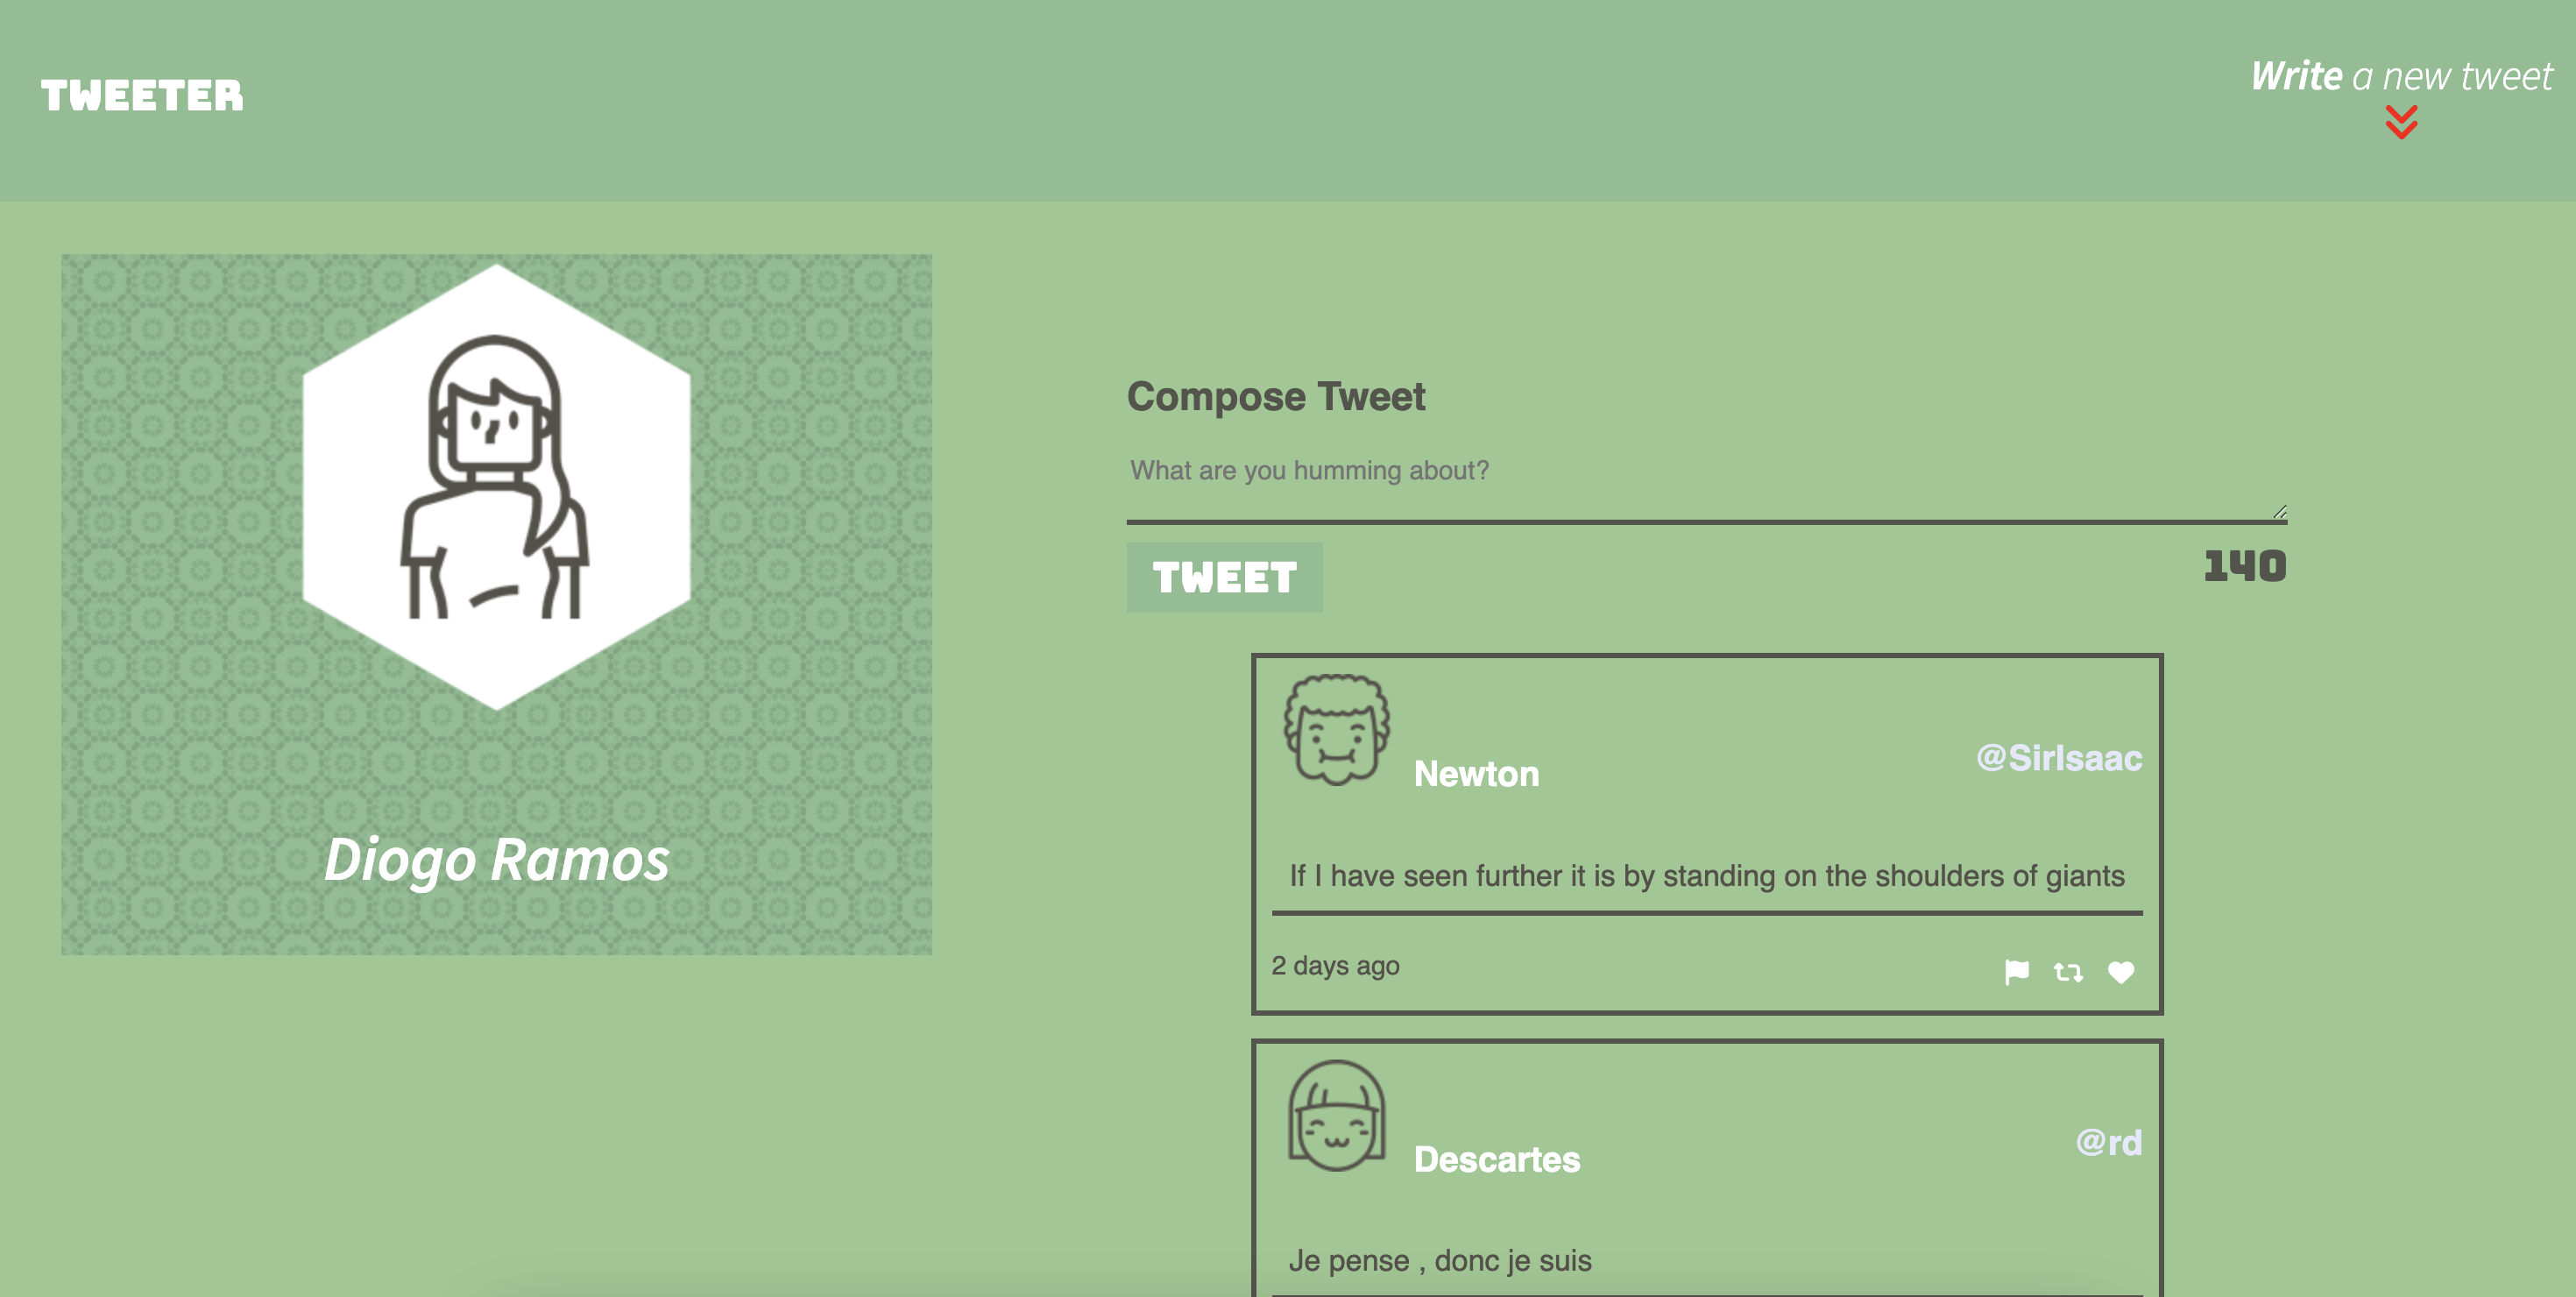 TWEETER
Write a new tweet
Diogo Ramos
Compose Tweet
What are you humming about?
TWEET
140
Newton
@SirIsaac
If I have seen further it is by standing on the shoulders of giants
2 days ago
Descartes
@rd
Je pense , donc je suis